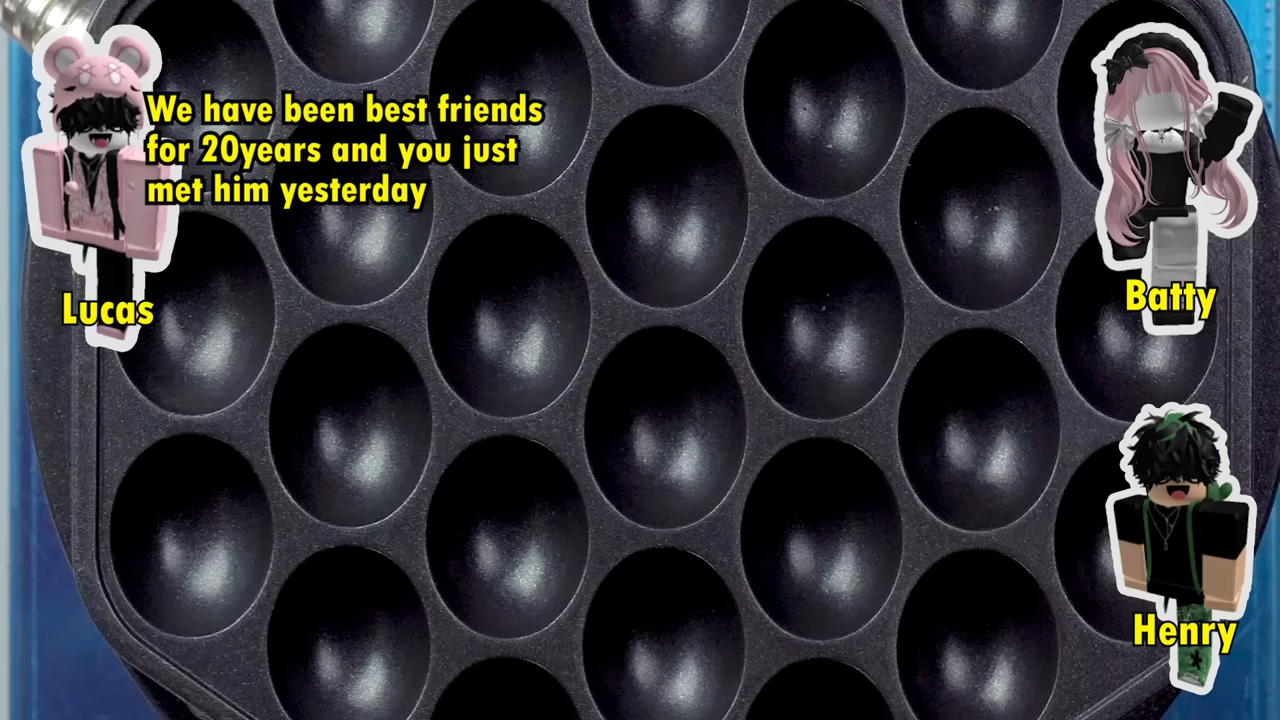 We have been best friends
for 20years and you just
met him yesterday
Lucas
Batty
Henry